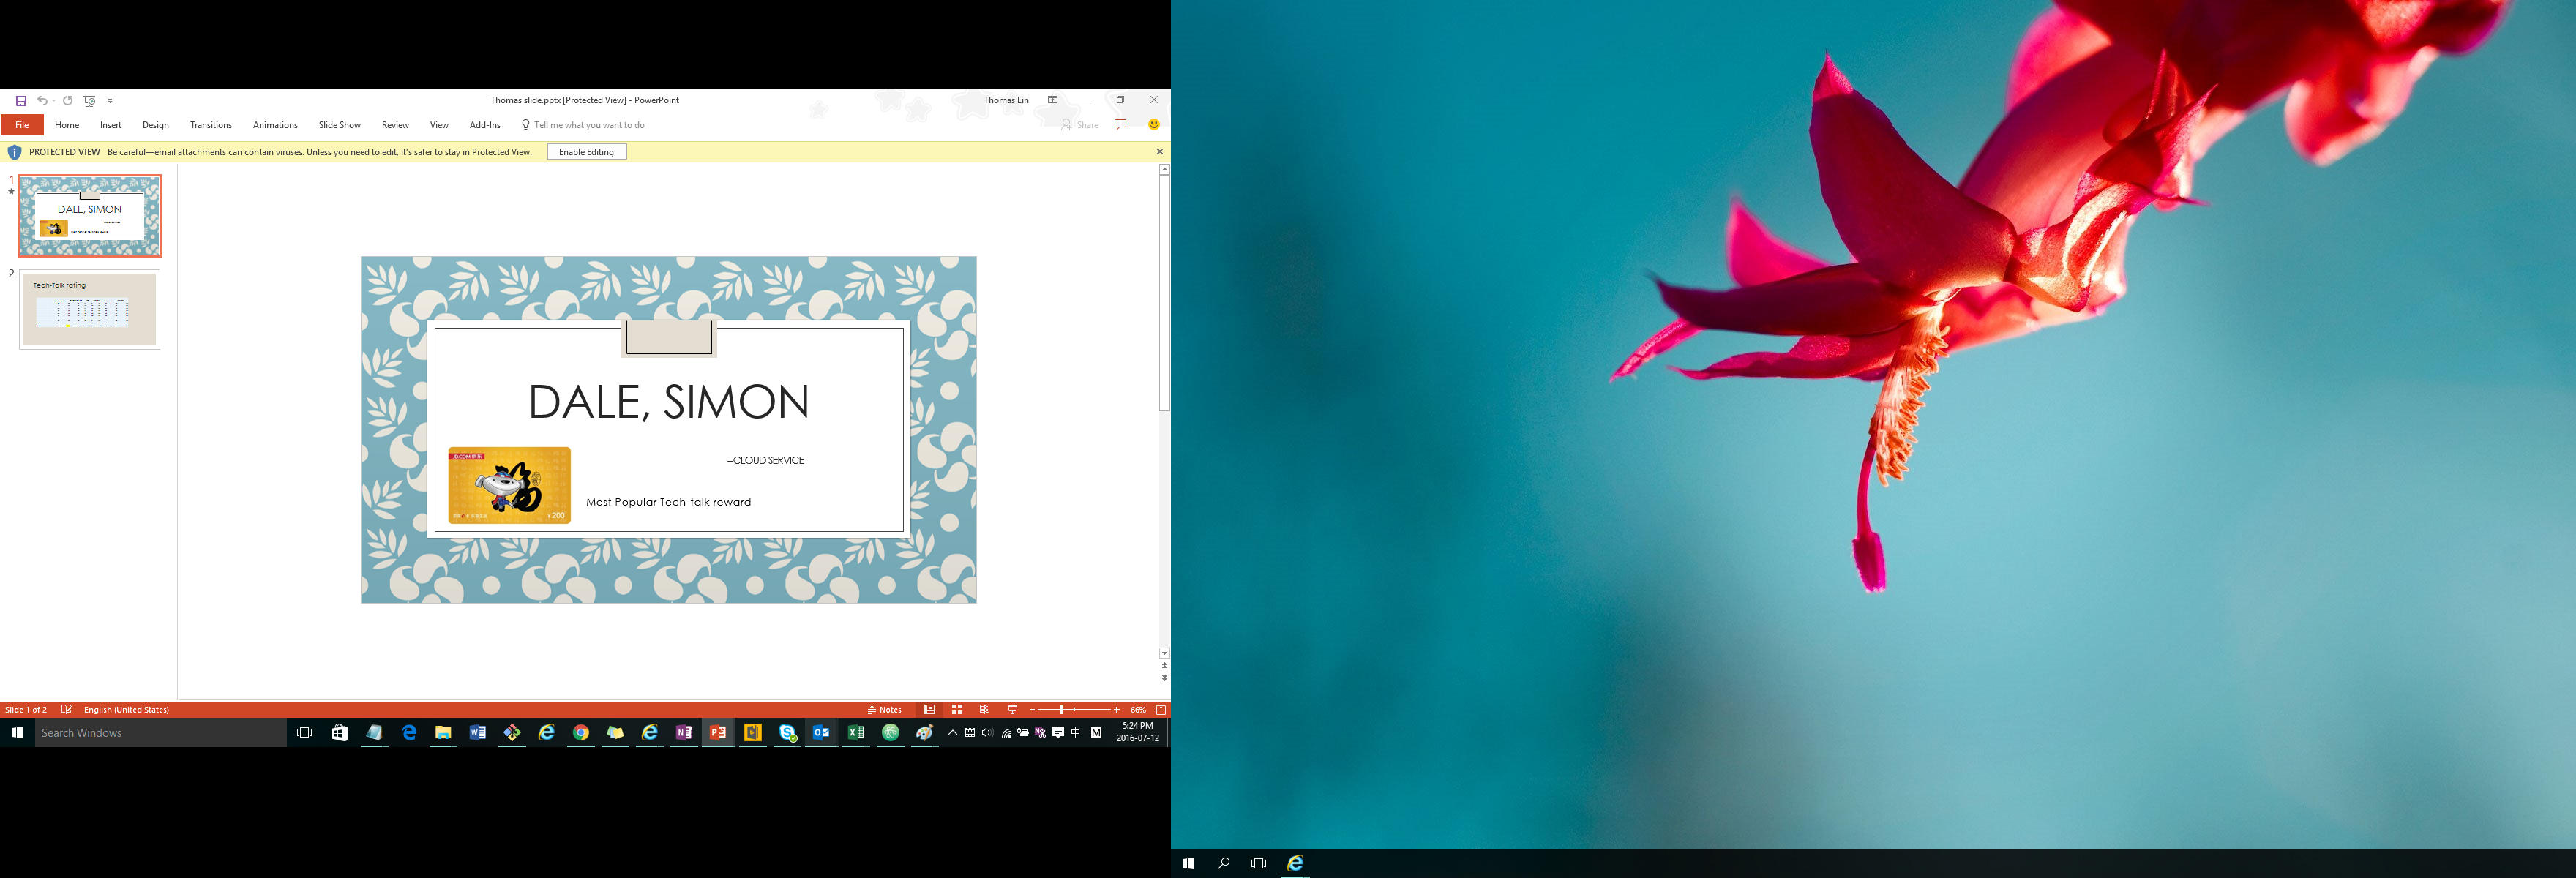 Thomas slide.pptx [Protected View] - PowerPoint
Thomas Lin
File Home Insert Design Transitions Animations Slide Show Review View Add-Ins Tell me what you want to do Share
PROTECTED VIEW Be careful—email attachments can contain viruses. Unless you need to edit, it's safer to stay in Protected View. Enable Editing
1
DALE, SIMON
2
Tech-Talk rating
DALE, SIMON
--CLOUD SERVICE
JD.COM 京东
¥200
Most Popular Tech-talk reward
Slide 1 of 2 English (United States) Notes 66%
Search Windows
中 M
5:24 PM
2016-07-12